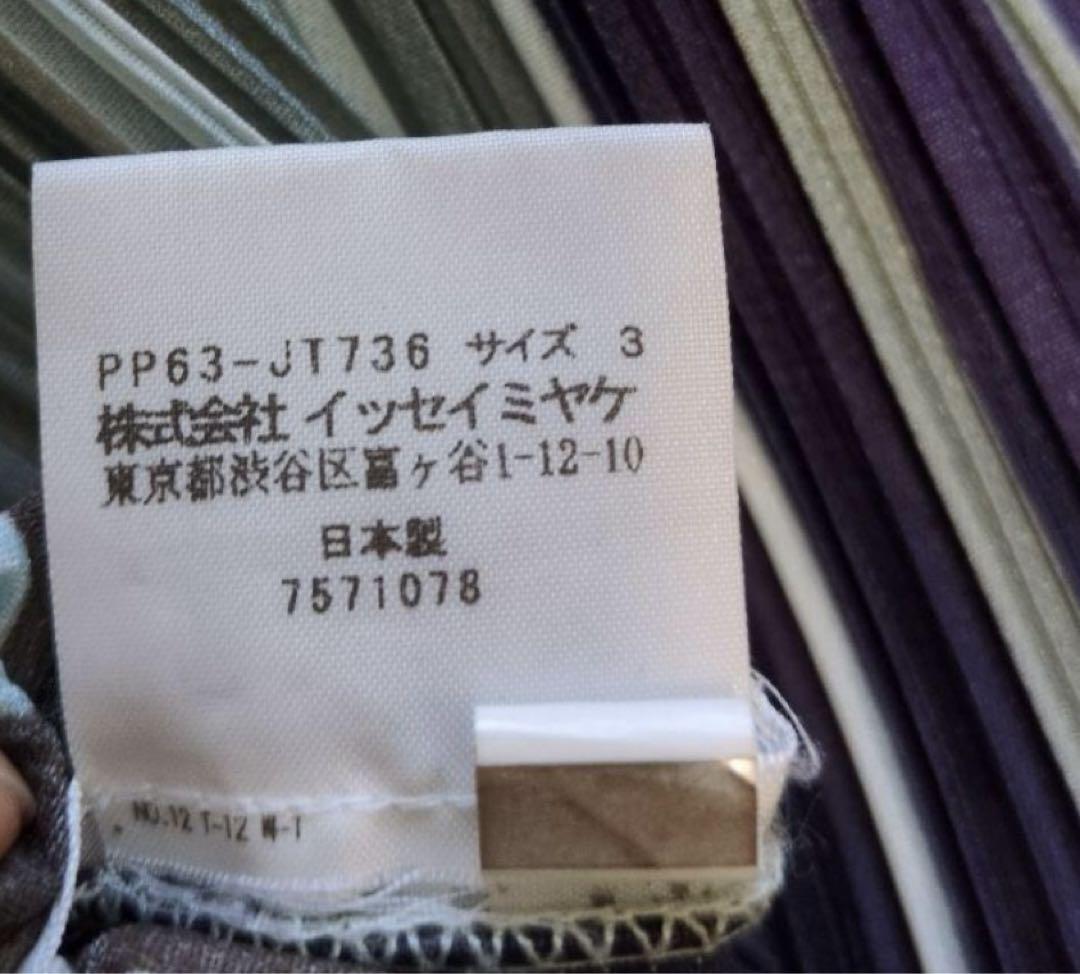 PP63-JT736 サイズ 3
株式会社 イッセイミヤケ
東京都渋谷区富ヶ谷1-12-10
日本製
7571078
NO.12 T-12 W-1